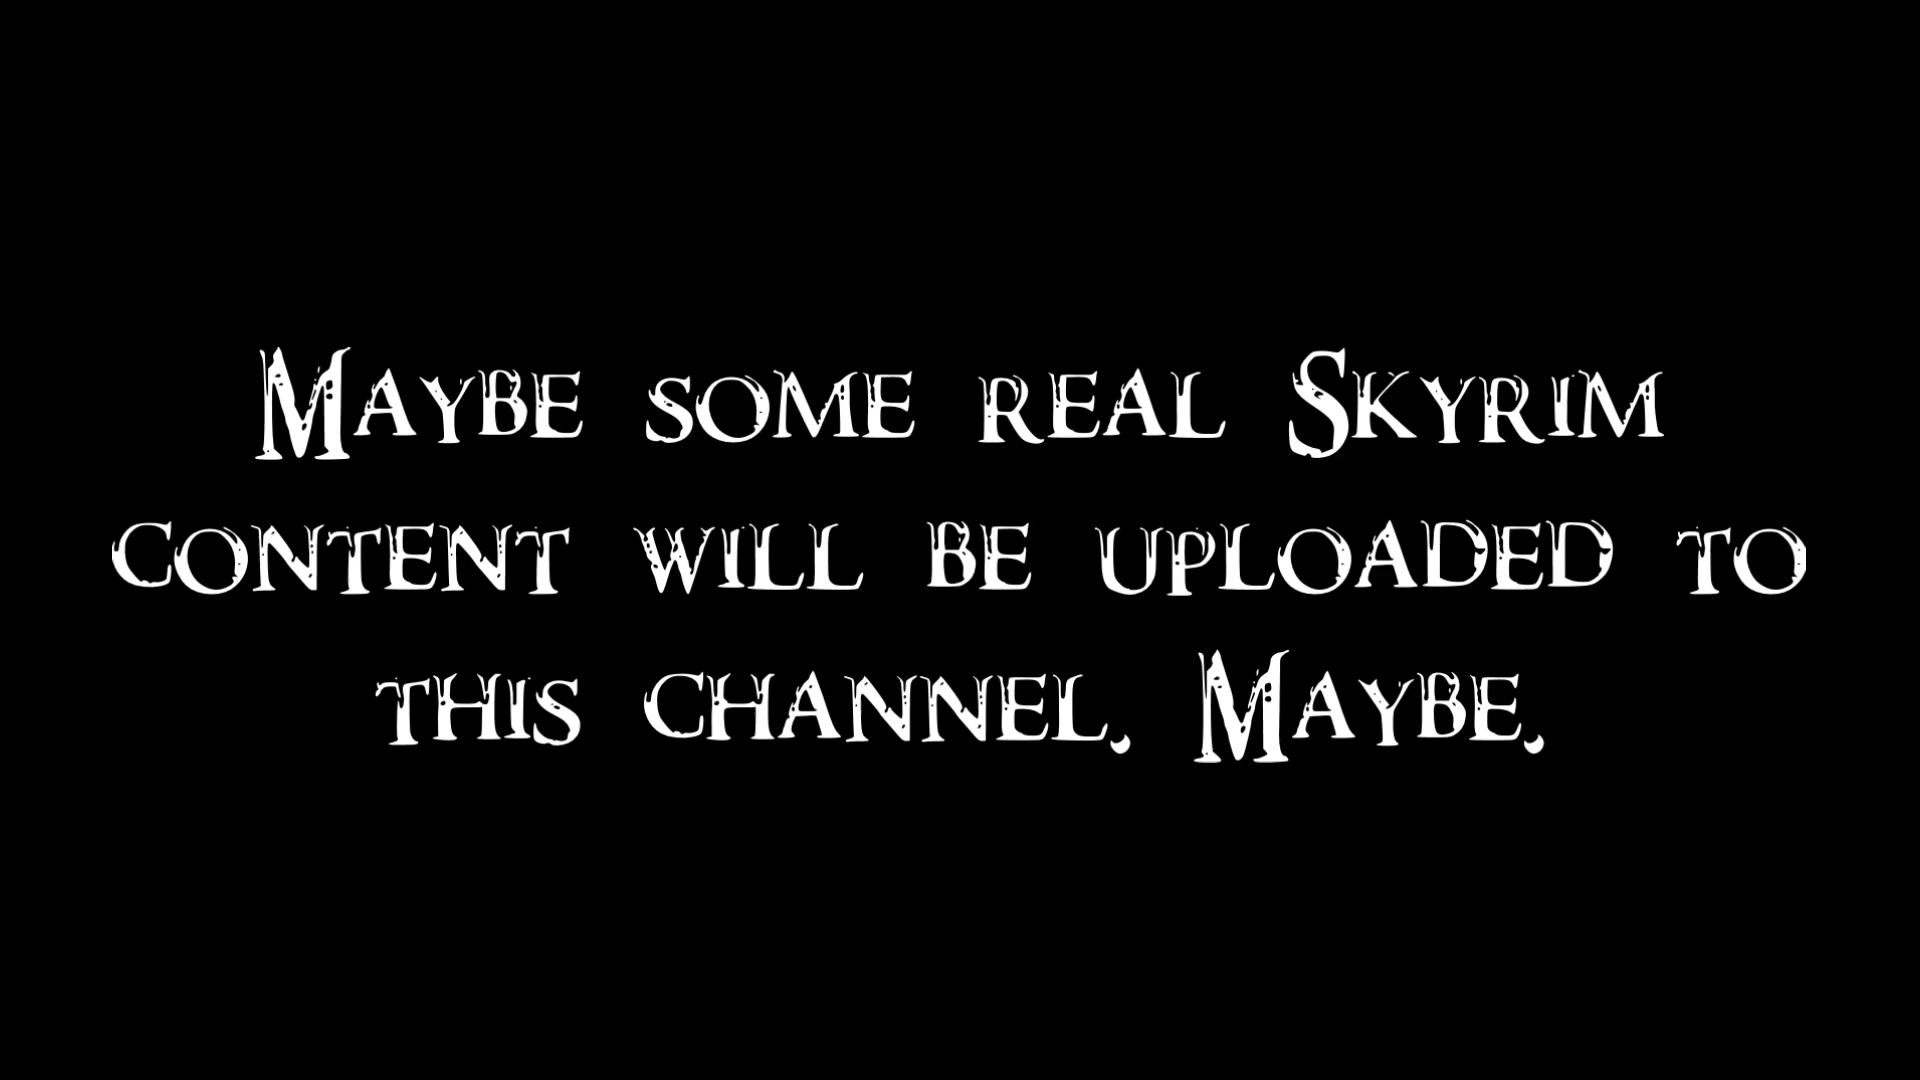 Maybe some real Skyrim
content will be uploaded to
this channel. Maybe.